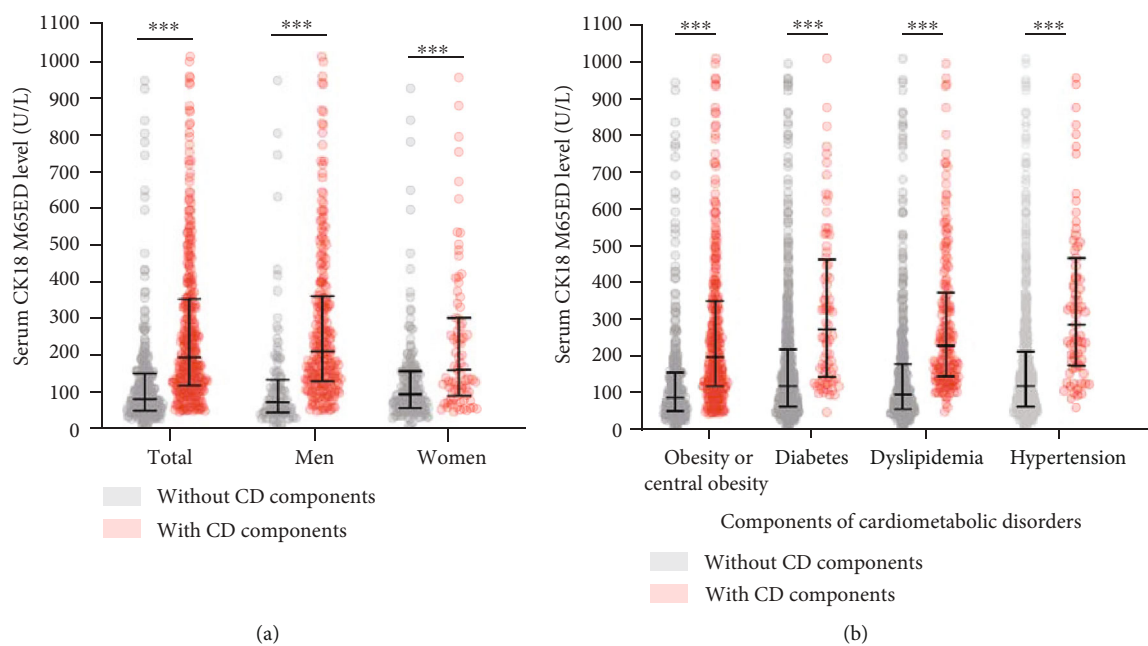 Serum CK18 M65ED level (U/L)
1100
1000
900
800
700
600
500
400
300
200
100
0
***
***
***
Total
Men
Women
Without CD components
With CD components
(a)
Serum CK18 M65ED level (U/L)
1100
1000
900
800
700
600
500
400
300
200
100
0
***
***
***
***
Obesity or
central obesity
Diabetes
Dyslipidemia
Hypertension
Components of cardiometabolic disorders
Without CD components
With CD components
(b)